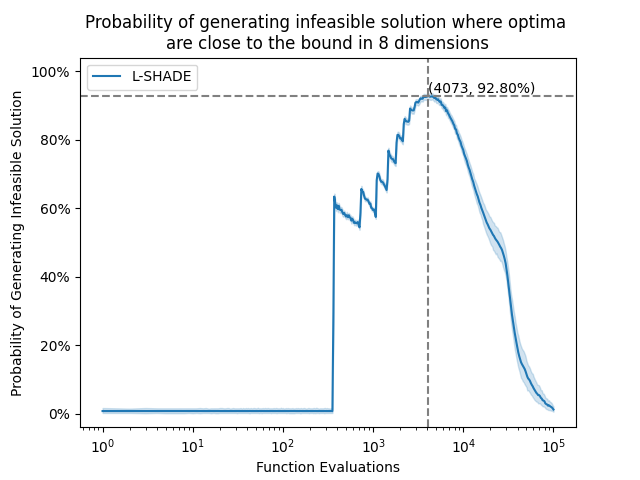 Probability of generating infeasible solution where optima
are close to the bound in 8 dimensions
L-SHADE
(4073, 92.80%)
100%
80%
60%
40%
20%
0%
Probability of Generating Infeasible Solution
10⁰ 10¹ 10² 10³ 10⁴ 10⁵
Function Evaluations